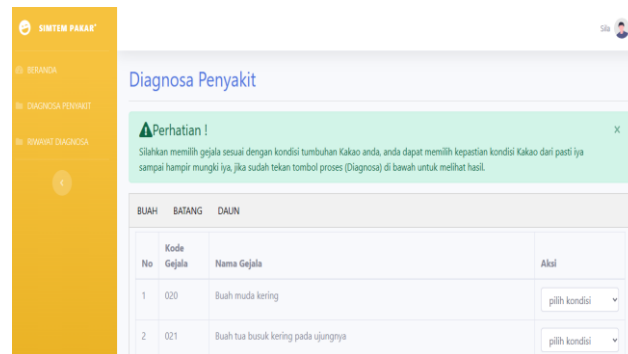 SIMTEM PAKAR
Sila
BERANDA
DIAGNOSA PENYAKIT
RIWAYAT DIAGNOSA
Diagnosa Penyakit
Perhatian !
x
Silahkan memilih gejala sesuai dengan kondisi tumbuhan Kakao anda, anda dapat memilih kepastian kondisi Kakao dari pasti iya
sampai hampir mungki iya, jika sudah tekan tombol proses (Diagnosa) di bawah untuk melihat hasil.
BUAH BATANG DAUN
No Kode Gejala Nama Gejala Aksi
1 020 Buah muda kering pilih kondisi
2 021 Buah tua busuk kering pada ujungnya pilih kondisi